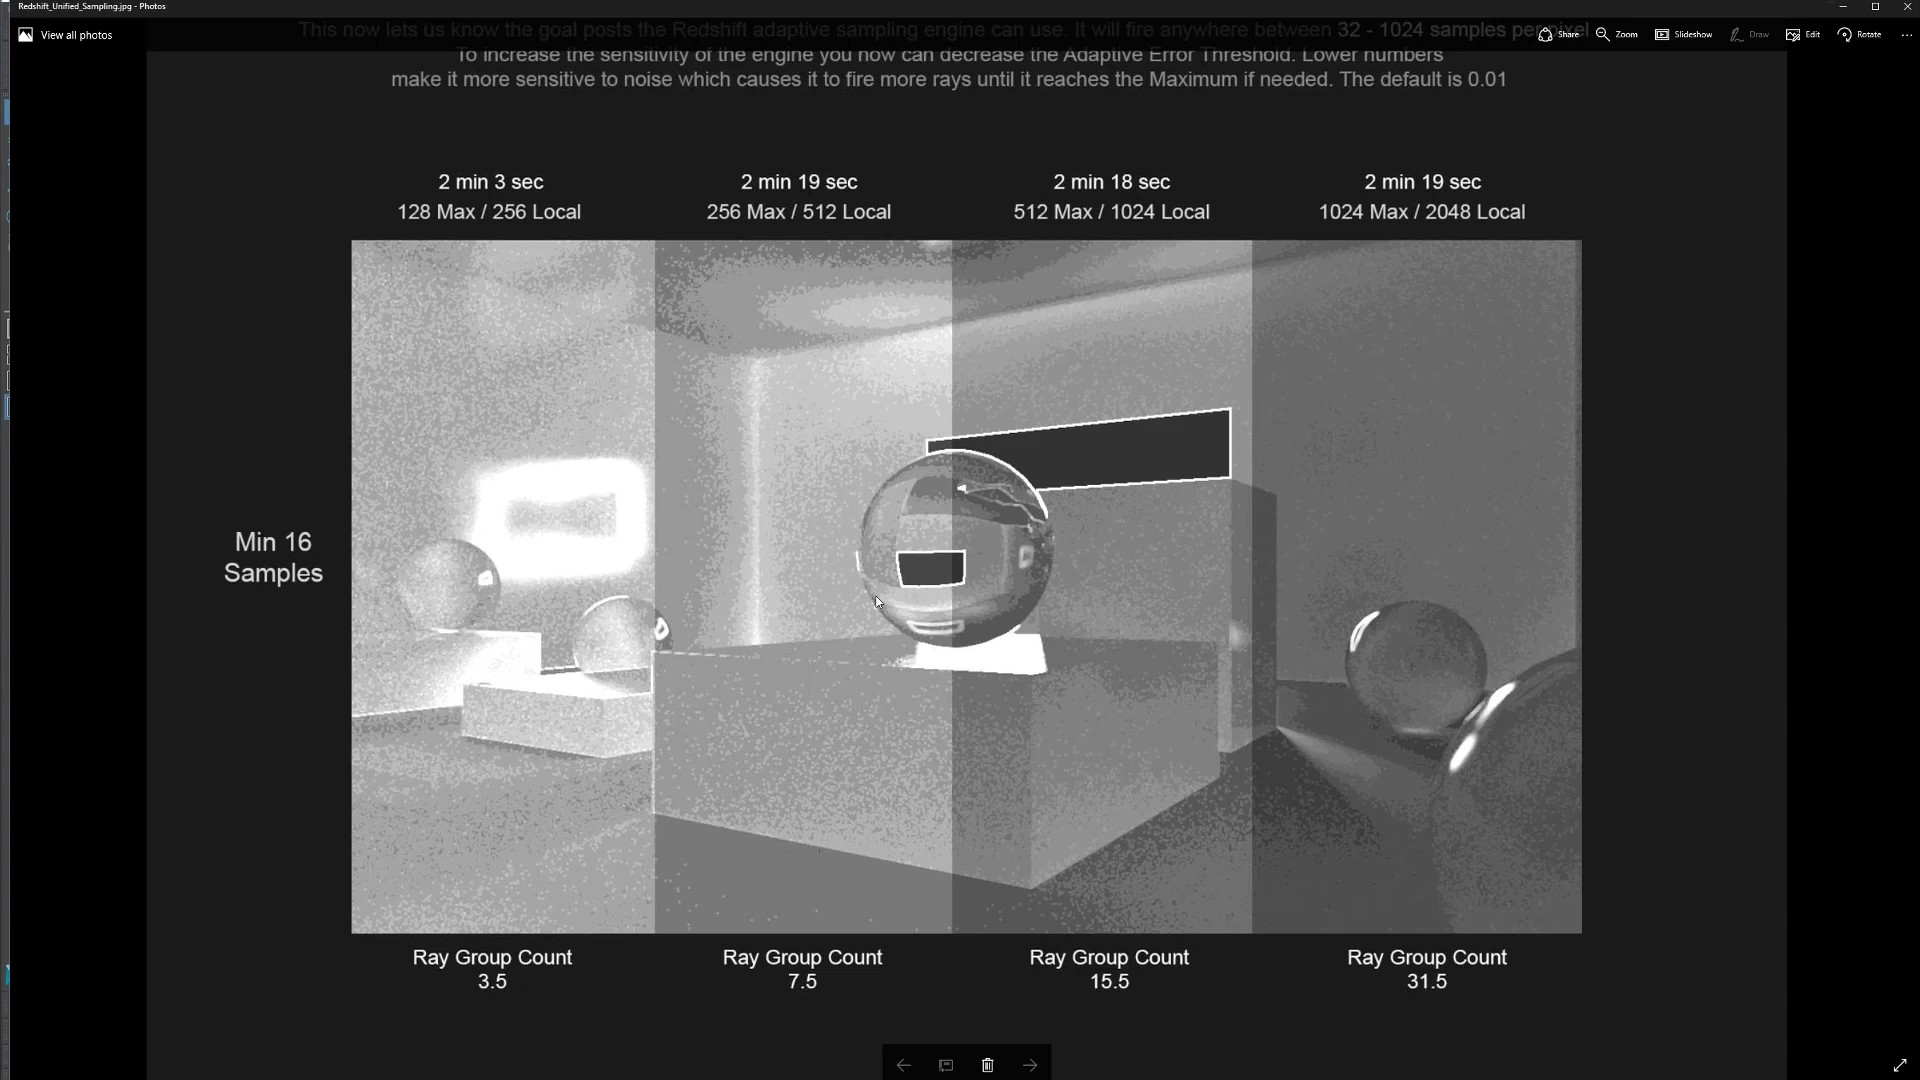 Redshift_Unified_Sampling.jpg - Photos
View all photos
Share
Zoom
Slideshow
Draw
Edit
Rotate
This now lets us know the goal posts the Redshift adaptive sampling engine can use. It will fire anywhere between 32 - 1024 samples per pixel
To increase the sensitivity of the engine you now can decrease the Adaptive Error Threshold. Lower numbers
make it more sensitive to noise which causes it to fire more rays until it reaches the Maximum if needed. The default is 0.01
2 min 3 sec
128 Max / 256 Local
2 min 19 sec
256 Max / 512 Local
2 min 18 sec
512 Max / 1024 Local
2 min 19 sec
1024 Max / 2048 Local
Min 16
Samples
Ray Group Count
3.5
Ray Group Count
7.5
Ray Group Count
15.5
Ray Group Count
31.5